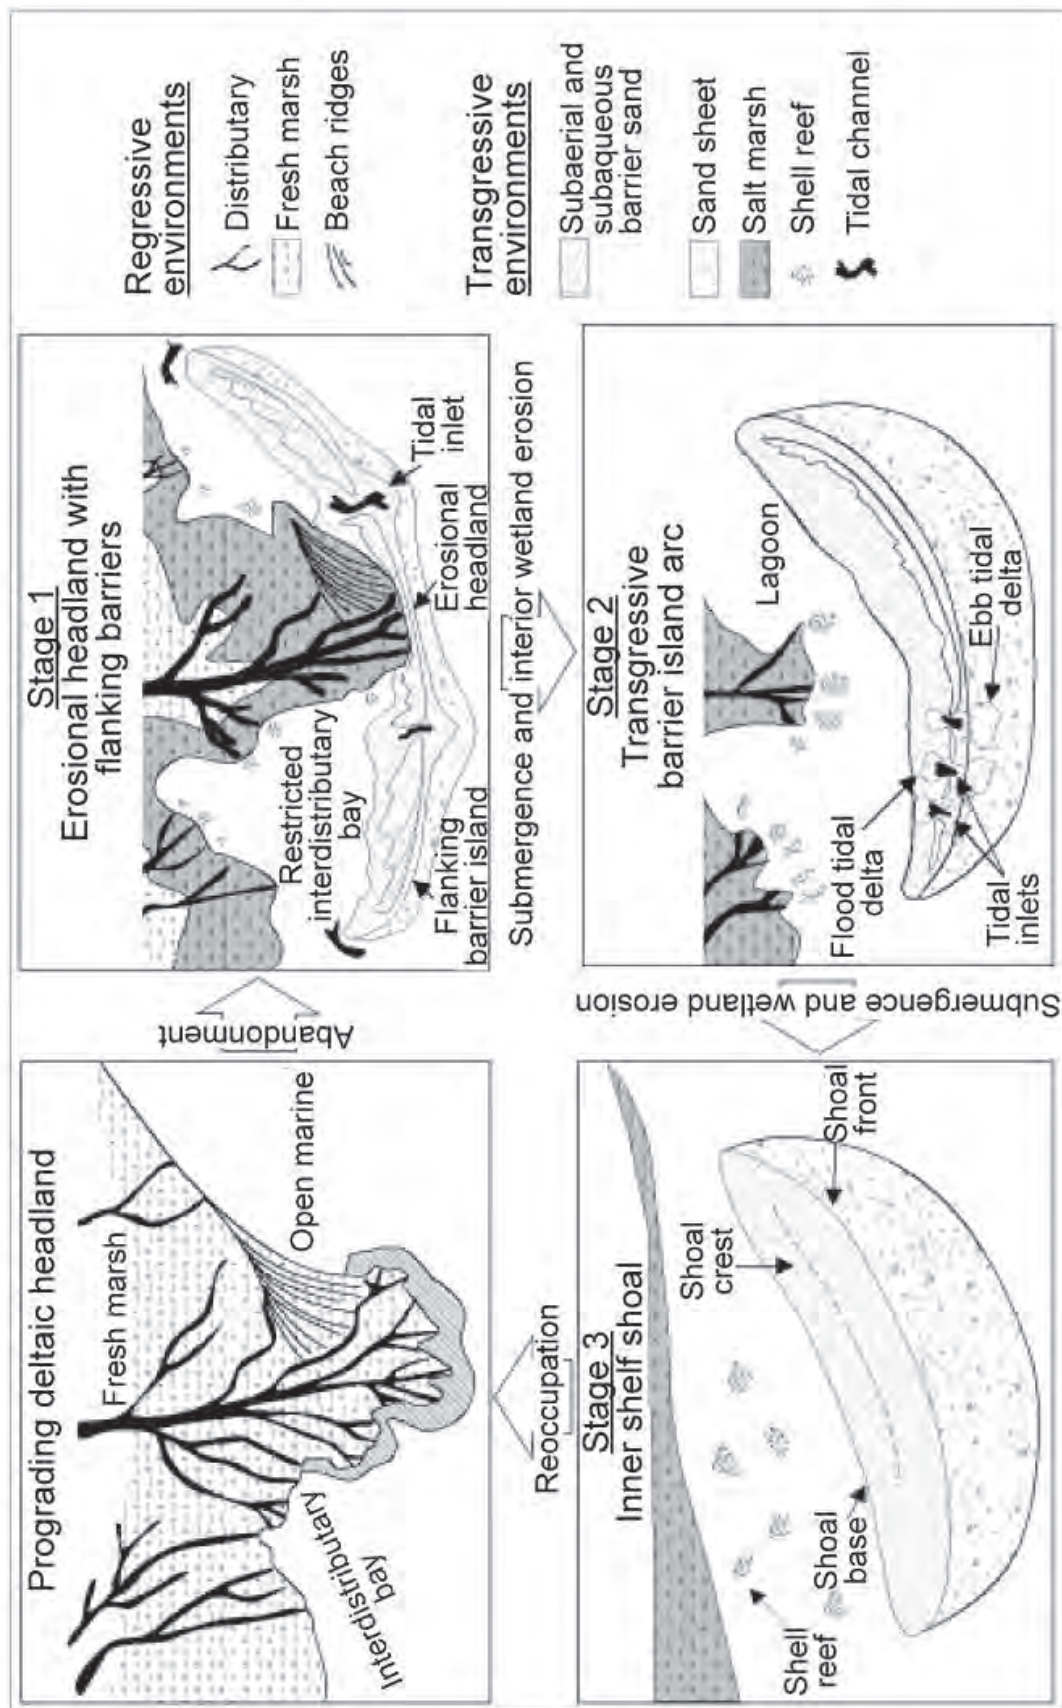 Prograding deltaic headland
Fresh marsh
Open marine
Interdistributary
bay
Abandonment
Stage 1
Erosional headland with
flanking barriers
Restricted
interdistributary
bay
Flanking
barrier island
Erosional
headland
Tidal
inlet
Submergence and interior wetland erosion
Stage 2
Transgressive
barrier island arc
Lagoon
Flood tidal
delta
Tidal
inlets
Ebb tidal
delta
Submergence and wetland erosion
Stage 3
Inner shelf shoal
Shoal
crest
Shoal
front
Shoal
base
Shell
reef
Reoccupation
Regressive
environments
Distributary
Fresh marsh
Beach ridges
Transgressive
environments
Subaerial and
subaqueous
barrier sand
Sand sheet
Salt marsh
Shell reef
Tidal channel